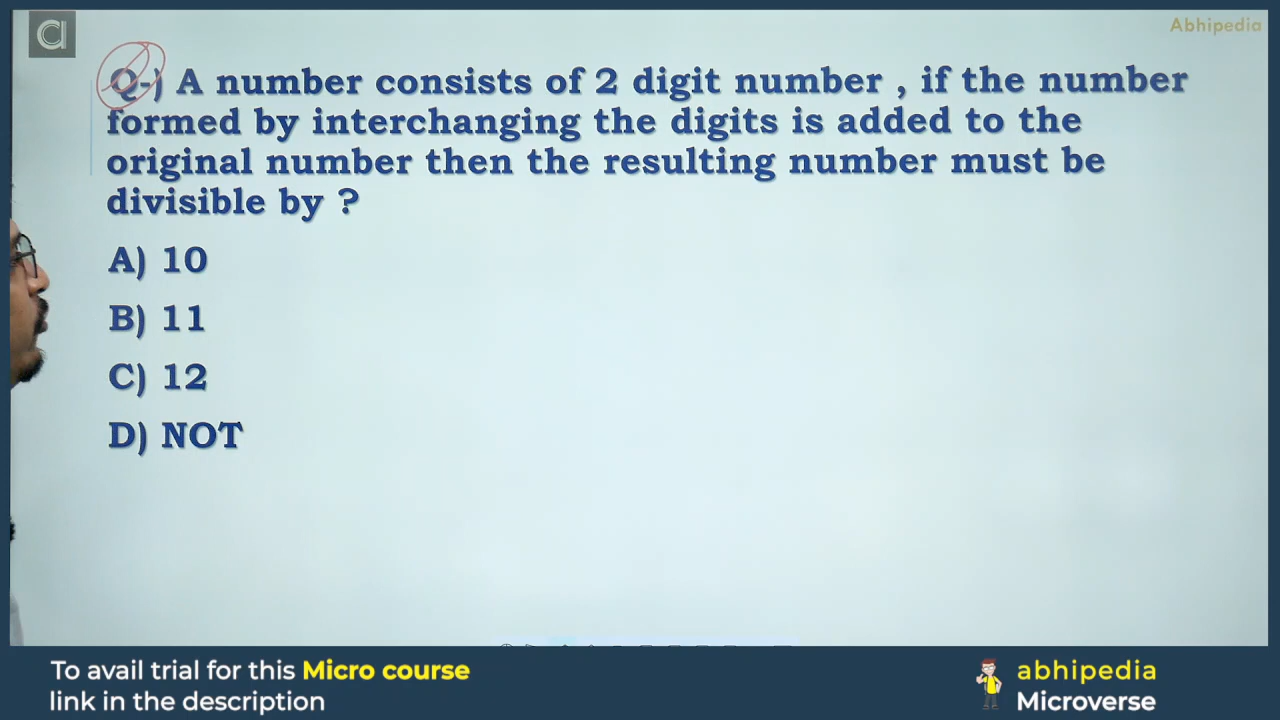 Abhipedia
Q-) A number consists of 2 digit number , if the number
formed by interchanging the digits is added to the
original number then the resulting number must be
divisible by ?
A) 10
B) 11
C) 12
D) NOT
To avail trial for this Micro course
link in the description
abhipedia
Microverse